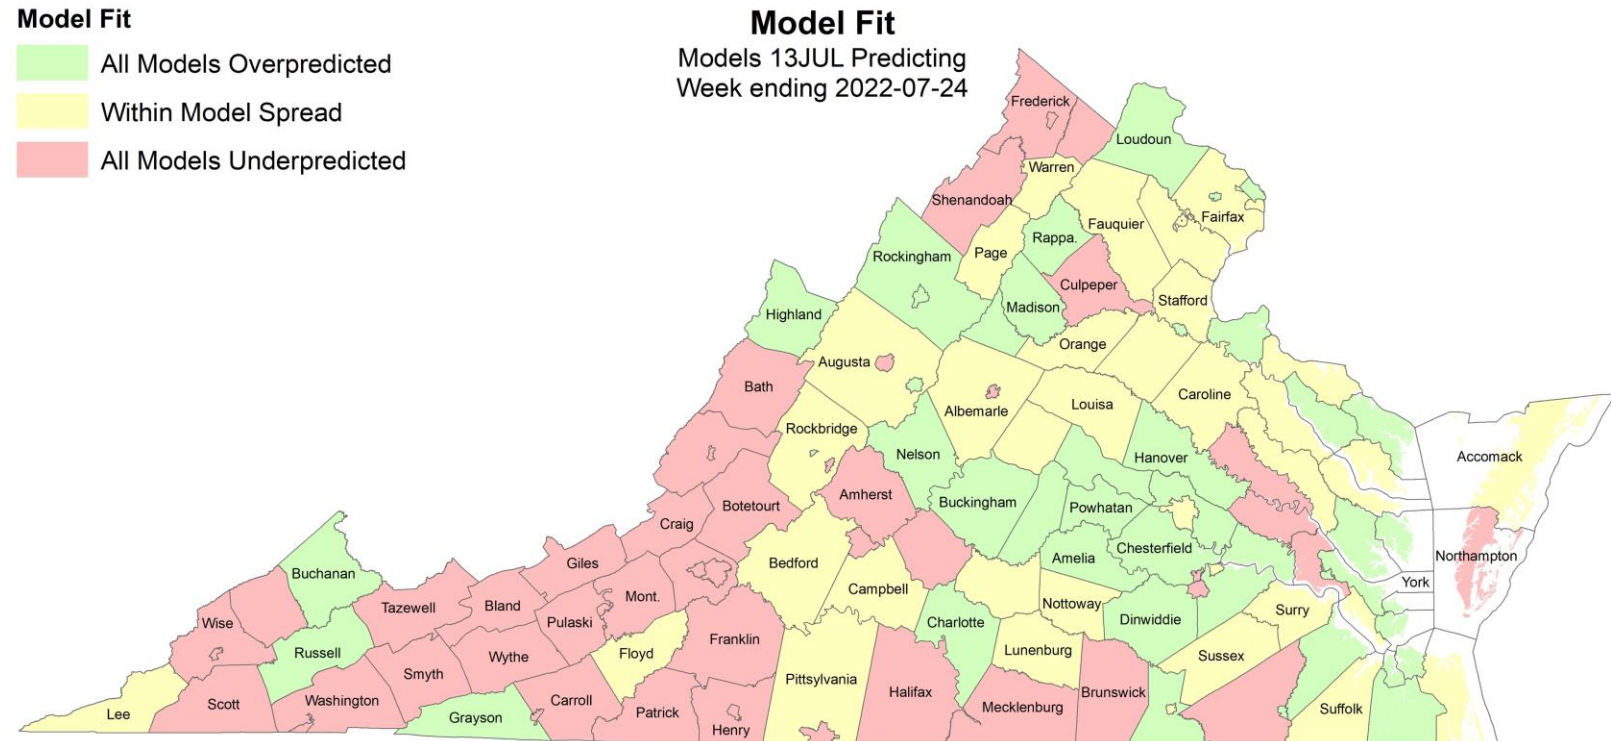 Model Fit
All Models Overpredicted
Within Model Spread
All Models Underpredicted
Model Fit
Models 13JUL Predicting
Week ending 2022-07-24
Frederick
Loudoun
Warren
Shenandoah
Fairfax
Fauquier
Rappa.
Page
Rockingham
Culpeper
Stafford
Madison
Highland
Orange
Augusta
Bath
Caroline
Louisa
Albemarle
Rockbridge
Nelson
Hanover
Accomack
Amherst
Buckingham
Botetourt
Powhatan
Craig
Chesterfield
Northampton
Amelia
Bedford
Giles
Buchanan
York
Campbell
Mont.
Nottoway
Bland
Tazewell
Surry
Dinwiddie
Charlotte
Pulaski
Wise
Franklin
Lunenburg
Floyd
Russell
Wythe
Sussex
Smyth
Pittsylvania
Halifax
Brunswick
Washington
Carroll
Scott
Mecklenburg
Suffolk
Patrick
Lee
Grayson
Henry